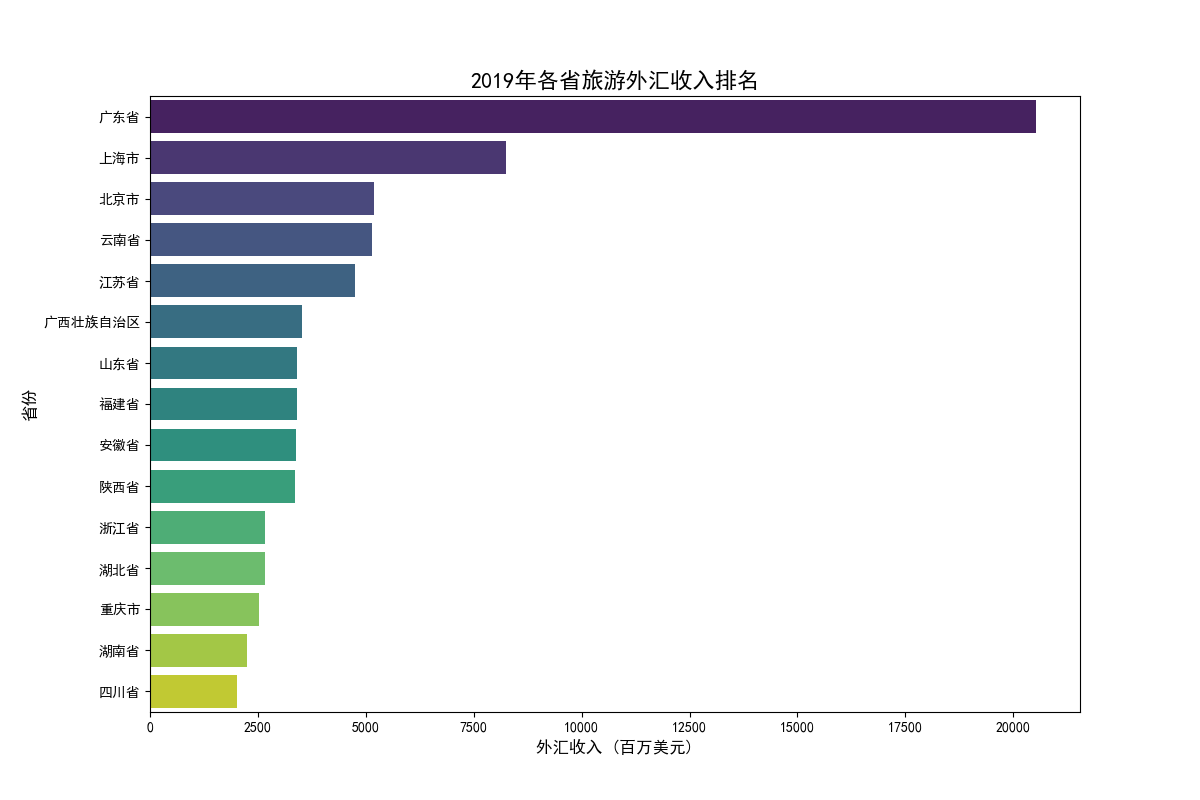 2019年各省旅游外汇收入排名
广东省
上海市
北京市
云南省
江苏省
广西壮族自治区
山东省
福建省
安徽省
陕西省
浙江省
湖北省
重庆市
湖南省
四川省
省份
0 2500 5000 7500 10000 12500 15000 17500 20000
外汇收入 (百万美元)